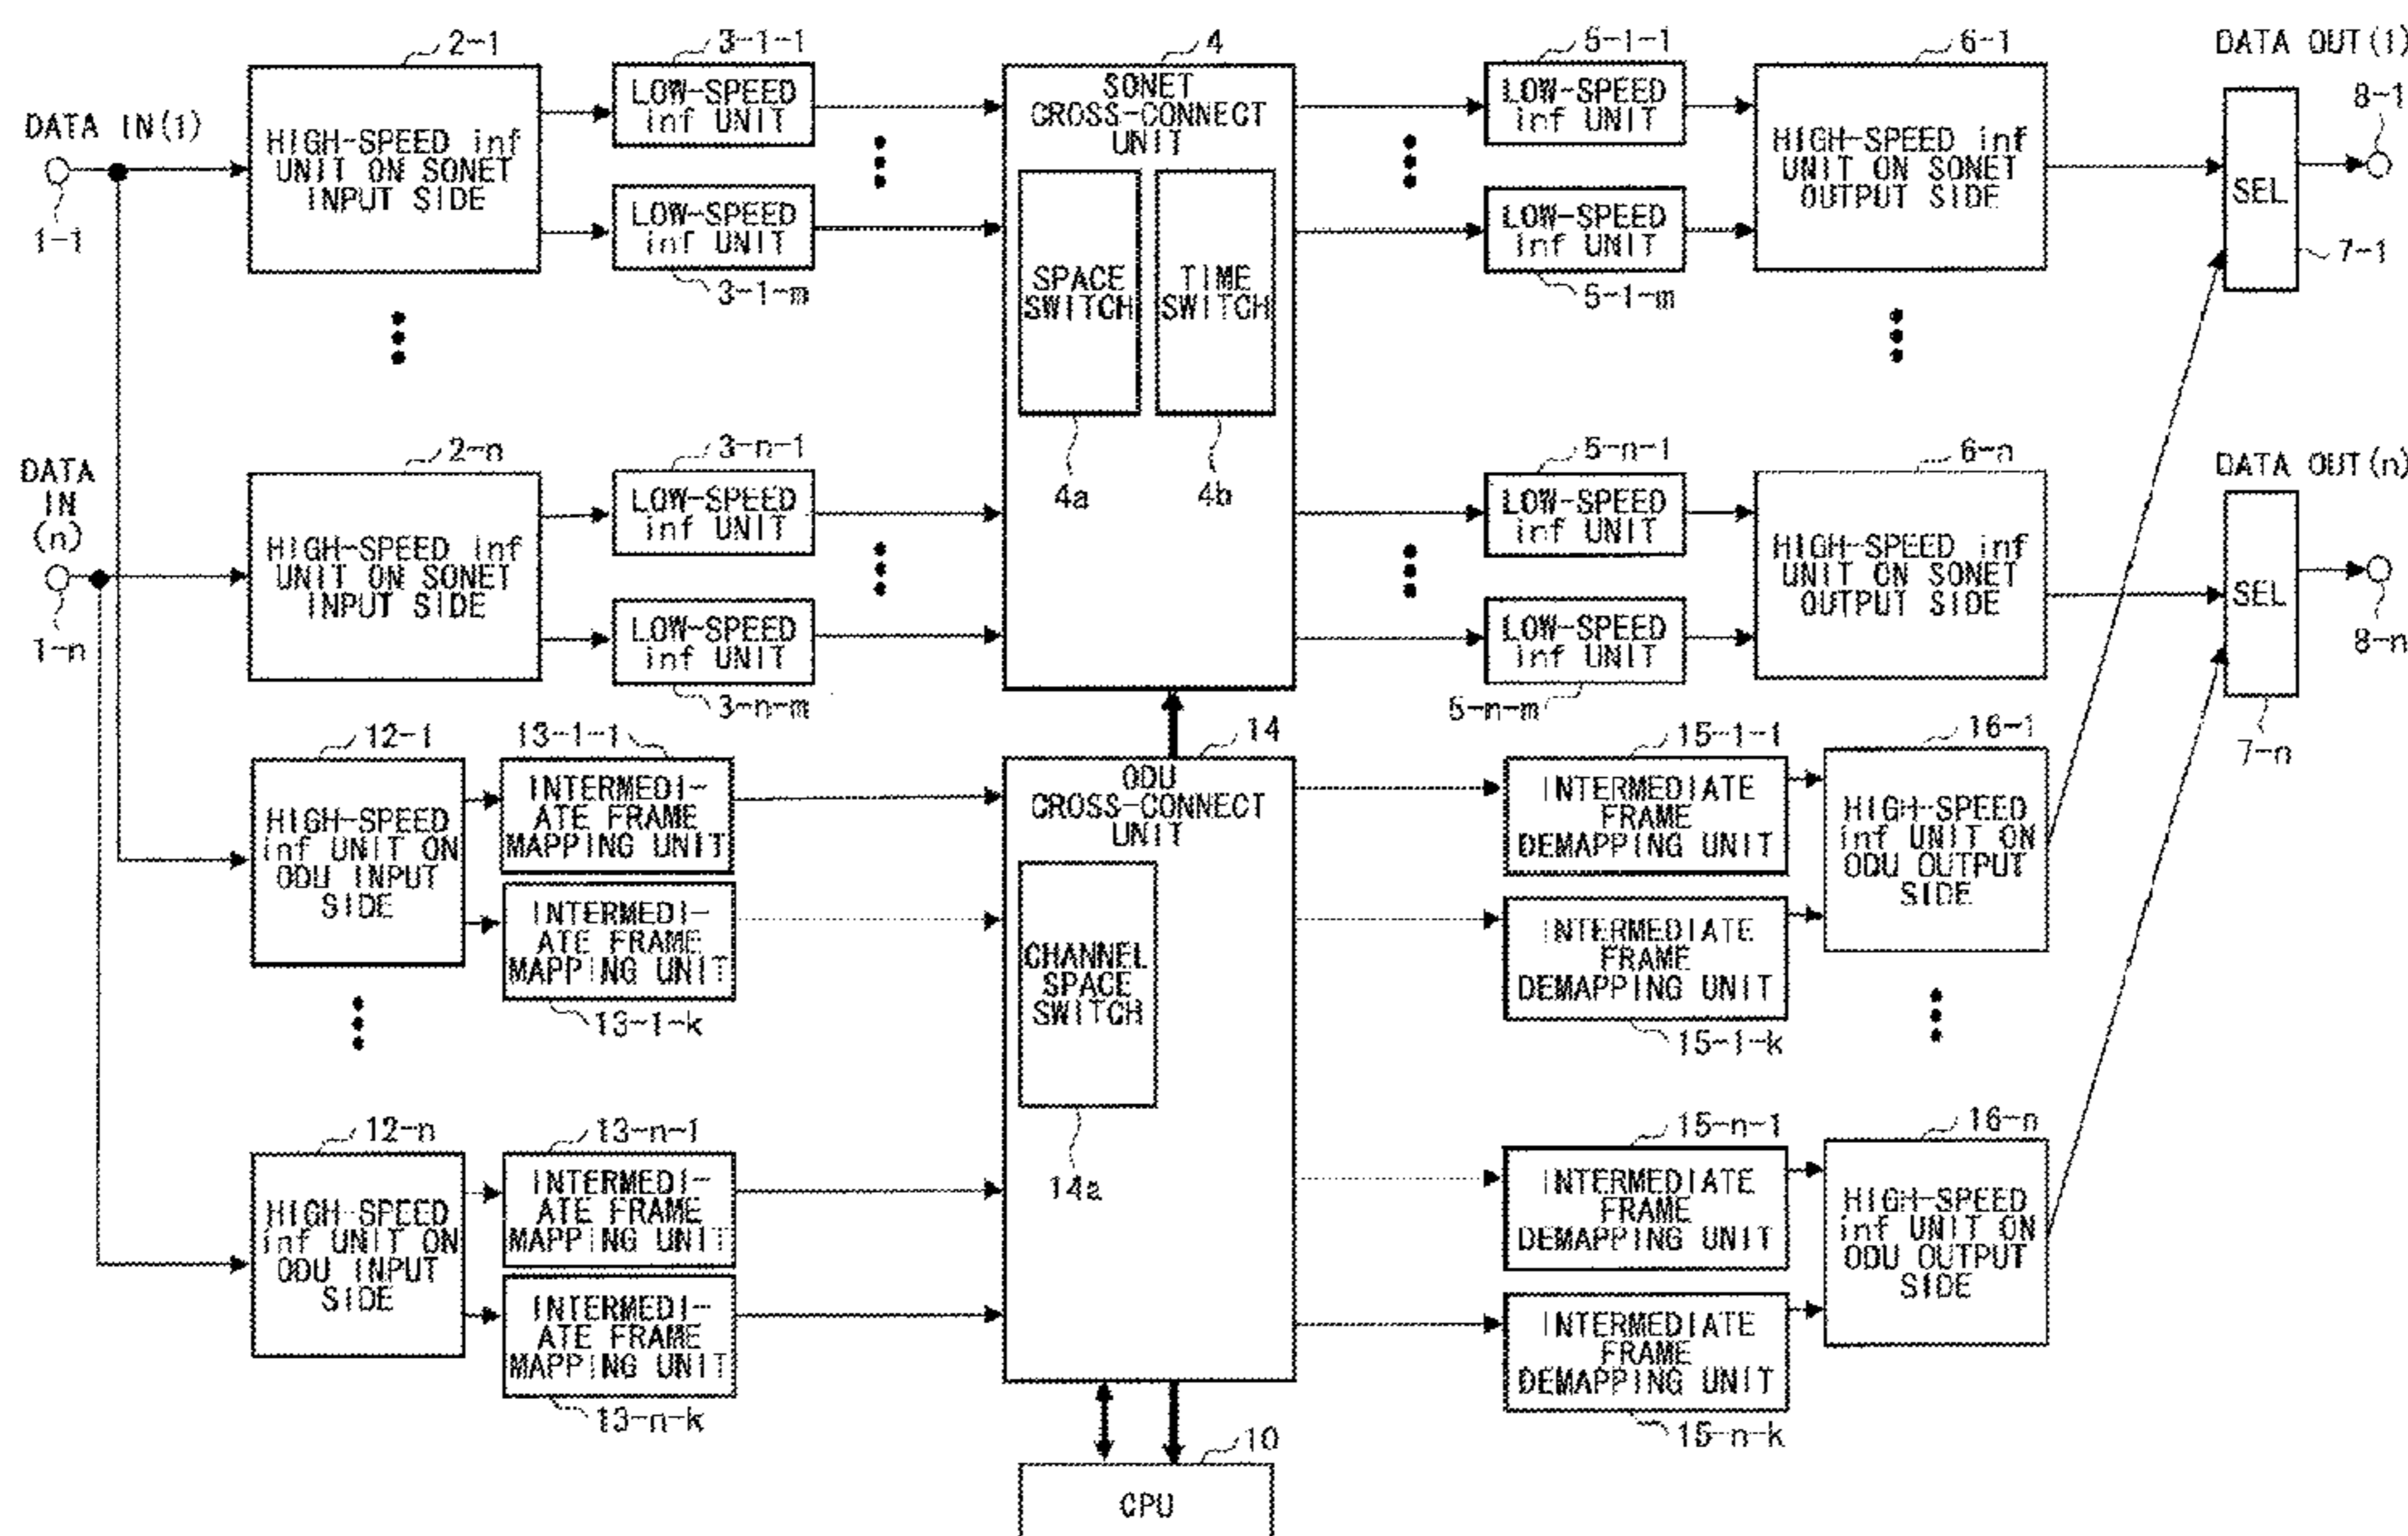 2-1
3-1-1
4
5-1-1
6-1
DATA OUT(1)
8-1
DATA IN(1)
1-1
HIGH-SPEED inf
UNIT ON SONET
INPUT SIDE
LOW-SPEED
inf UNIT
LOW-SPEED
inf UNIT
3-1-m
SONET
CROSS-CONNECT
UNIT
SPACE
SWITCH
TIME
SWITCH
4a
4b
LOW-SPEED
inf UNIT
LOW-SPEED
inf UNIT
5-1-m
HIGH-SPEED inf
UNIT ON SONET
OUTPUT SIDE
SEL
7-1
2-n
3-n-1
5-n-1
6-n
DATA OUT(n)
8-n
DATA
IN
(n)
1-n
HIGH-SPEED inf
UNIT ON SONET
INPUT SIDE
LOW-SPEED
inf UNIT
LOW-SPEED
inf UNIT
3-n-m
LOW-SPEED
inf UNIT
LOW-SPEED
inf UNIT
5-n-m
HIGH-SPEED inf
UNIT ON SONET
OUTPUT SIDE
SEL
7-n
12-1
13-1-1
14
15-1-1
16-1
HIGH-SPEED
inf UNIT ON
ODU INPUT
SIDE
INTERMEDI-
ATE FRAME
MAPPING UNIT
INTERMEDI-
ATE FRAME
MAPPING UNIT
13-1-k
ODU
CROSS-CONNECT
UNIT
CHANNEL
SPACE
SWITCH
14a
INTERMEDIATE
FRAME
DEMAPPING UNIT
INTERMEDIATE
FRAME
DEMAPPING UNIT
15-1-k
HIGH-SPEED
inf UNIT ON
ODU OUTPUT
SIDE
12-n
13-n-1
15-n-1
16-n
HIGH-SPEED
inf UNIT ON
ODU INPUT
SIDE
INTERMEDI-
ATE FRAME
MAPPING UNIT
INTERMEDI-
ATE FRAME
MAPPING UNIT
13-n-k
INTERMEDIATE
FRAME
DEMAPPING UNIT
INTERMEDIATE
FRAME
DEMAPPING UNIT
15-n-k
HIGH-SPEED
inf UNIT ON
ODU OUTPUT
SIDE
10
CPU